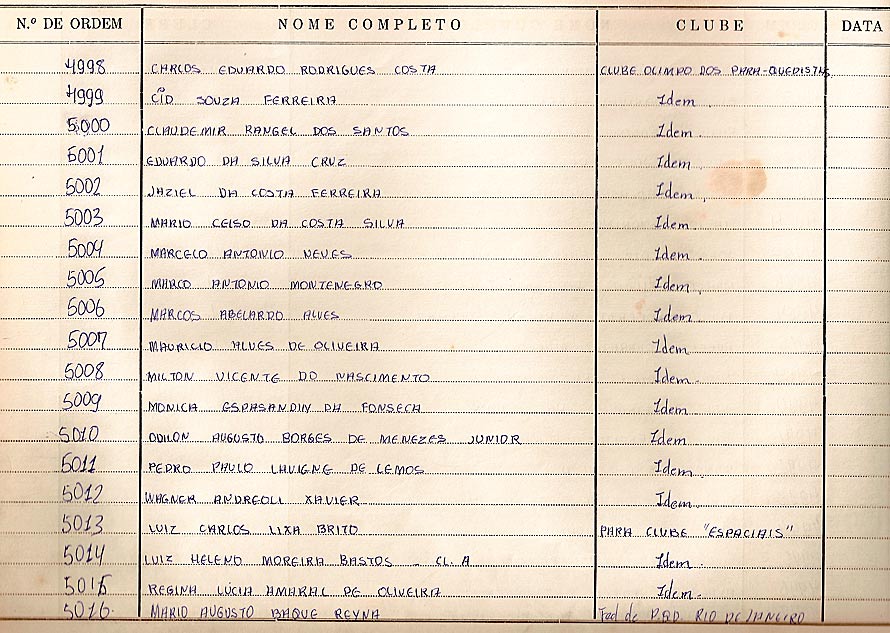 N.º DE ORDEM NOME COMPLETO CLUBE DATA
4998 CARLOS EDUARDO RODRIGUES COSTA CLUBE OLIMPO DOS PARA-QUEDISTAS
4999 CID SOUZA FERREIRA Idem.
5000 CLAUDEMIR RANGEL DOS SANTOS Idem.
5001 EDUARDO DA SILVA CRUZ Idem.
5002 JAZIEL DA COSTA FERREIRA Idem.
5003 MARIO CELSO DA COSTA SILVA Idem.
5004 MARCELO ANTONIO NEVES Idem.
5005 MARCO ANTONIO MONTENEGRO Idem.
5006 MARCOS ABELARDO ALVES Idem.
5007 MAURICIO ALVES DE OLIVEIRA Idem.
5008 MILTON VICENTE DO NASCIMENTO Idem.
5009 MONICA ESPASANDIN DA FONSECA Idem.
5010 ODILON AUGUSTO BORGES DE MENEZES JUNIOR Idem.
5011 PEDRO PAULO LAVIGNE DE LEMOS Idem.
5012 WAGNER ANDREOLI XAVIER Idem.
5013 LUIZ CARLOS LIXA BRITO PARA CLUBE "ESPACIAIS"
5014 LUIZ HELENO MOREIRA BASTOS - CL. A Idem.
5015 REGINA LÚCIA AMARAL DE OLIVEIRA Idem.
5016. MARIO AUGUSTO BAQUE REYNA Fed de P.QD. RIO DE JANEIRO